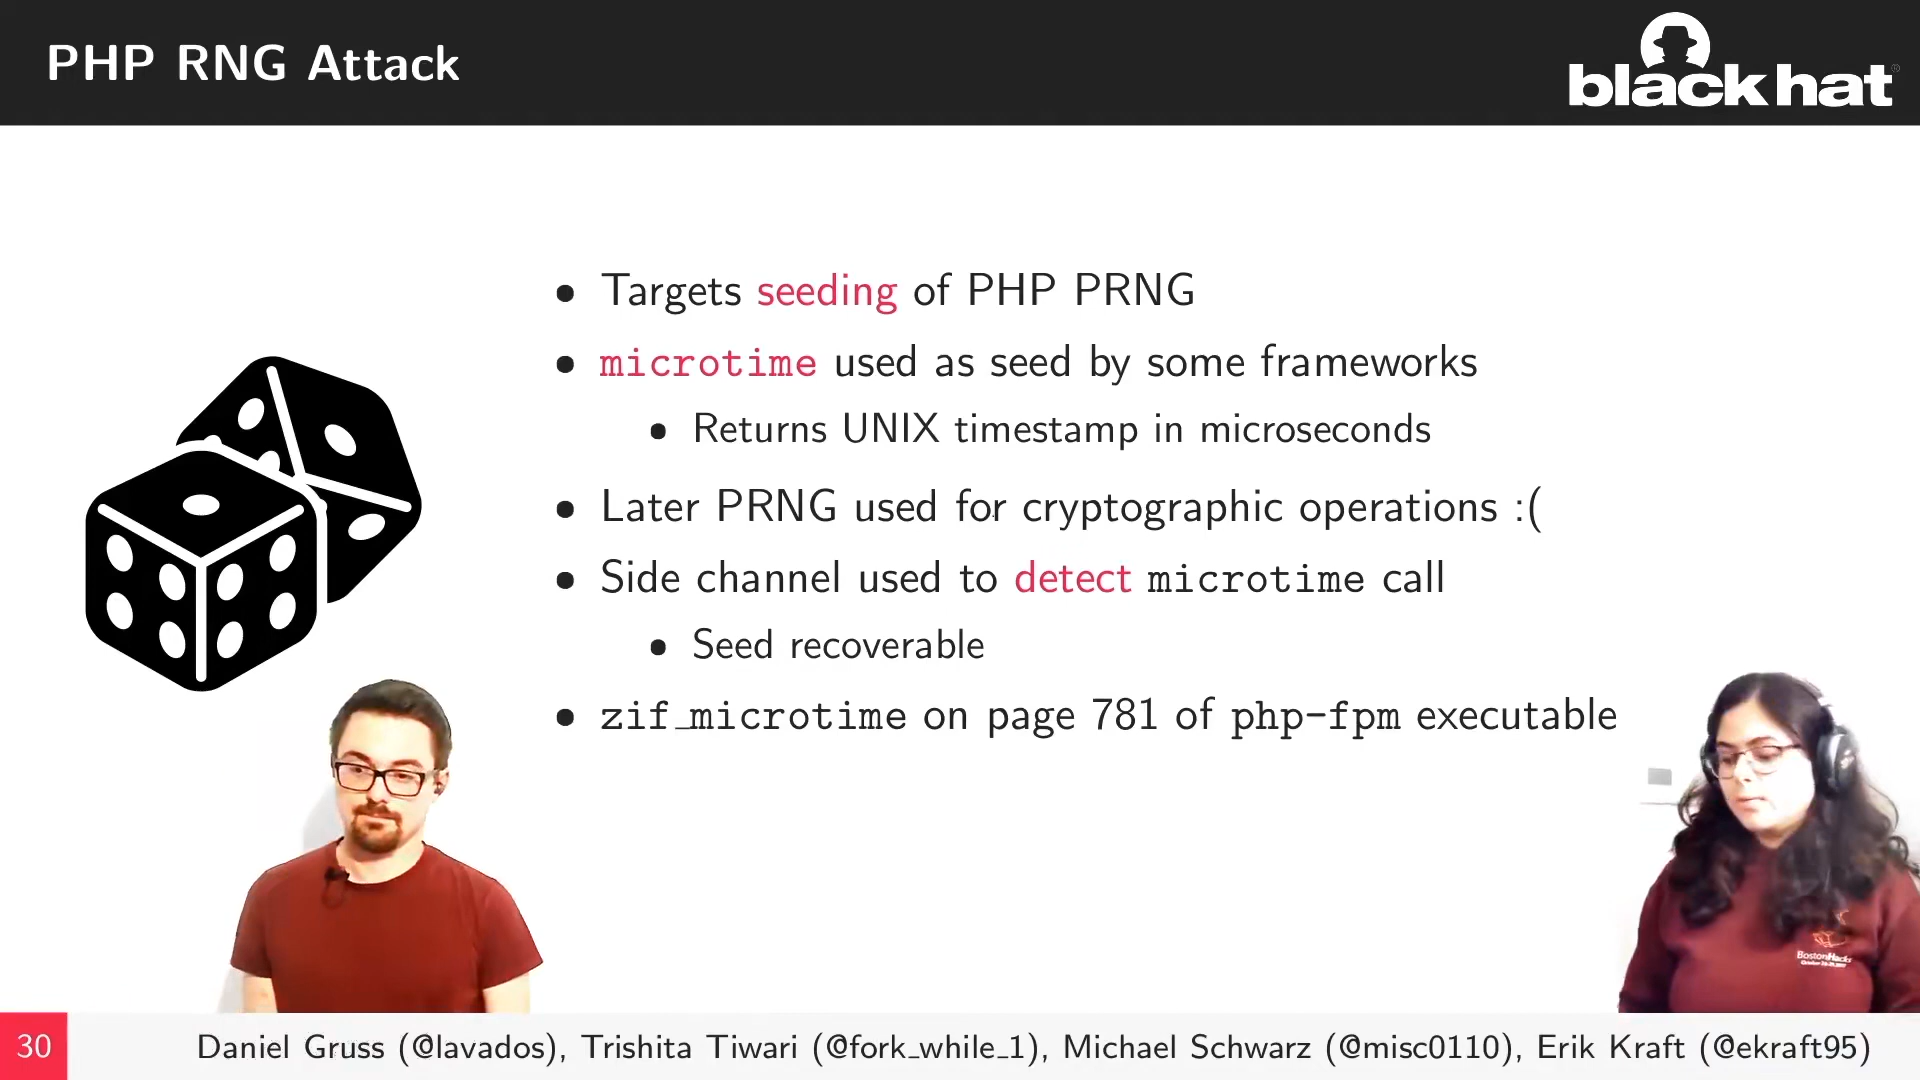 PHP RNG Attack
black hat
• Targets seeding of PHP PRNG
• microtime used as seed by some frameworks
• Returns UNIX timestamp in microseconds
• Later PRNG used for cryptographic operations :(
• Side channel used to detect microtime call
• Seed recoverable
• zif_microtime on page 781 of php-fpm executable
BostonHacks
30
Daniel Gruss (@lavados), Trishita Tiwari (@fork_while_1), Michael Schwarz (@misc0110), Erik Kraft (@ekraft95)